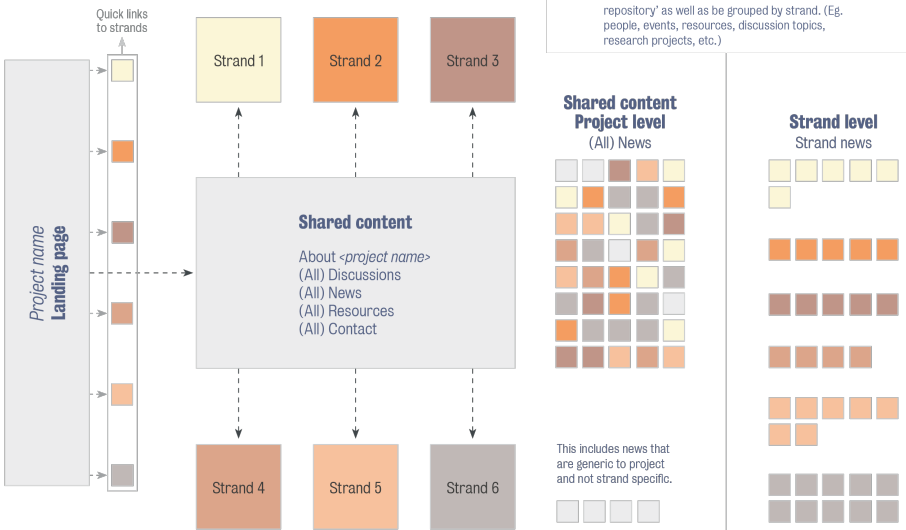 Quick links
to strands
Project name
Landing page
Strand 1
Strand 2
Strand 3
Shared content
About <project name>
(All) Discussions
(All) News
(All) Resources
(All) Contact
Strand 4
Strand 5
Strand 6
repository’ as well as be grouped by strand. (Eg.
people, events, resources, discussion topics,
research projects, etc.)
Shared content
Project level
(All) News
This includes news that
are generic to project
and not strand specific.
Strand level
Strand news